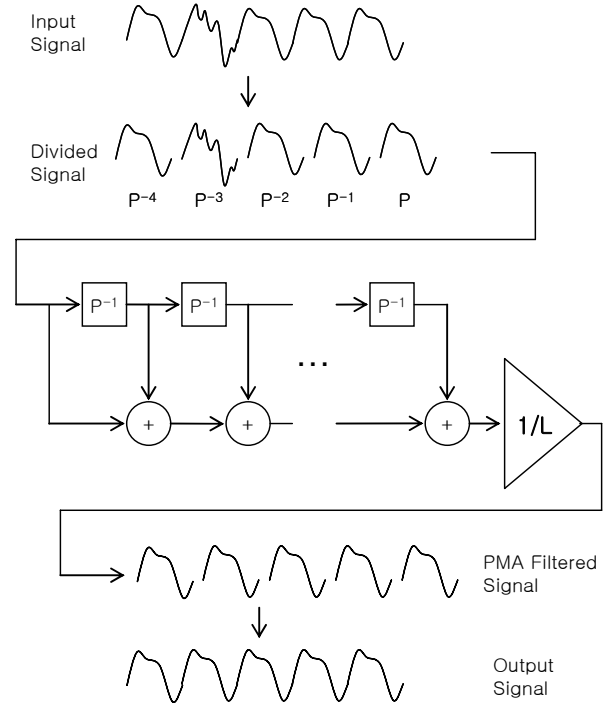 Input
Signal
Divided
Signal
P⁻⁴ P⁻³ P⁻² P⁻¹ P
P⁻¹ P⁻¹ P⁻¹
...
+ + +
1/L
PMA Filtered
Signal
Output
Signal